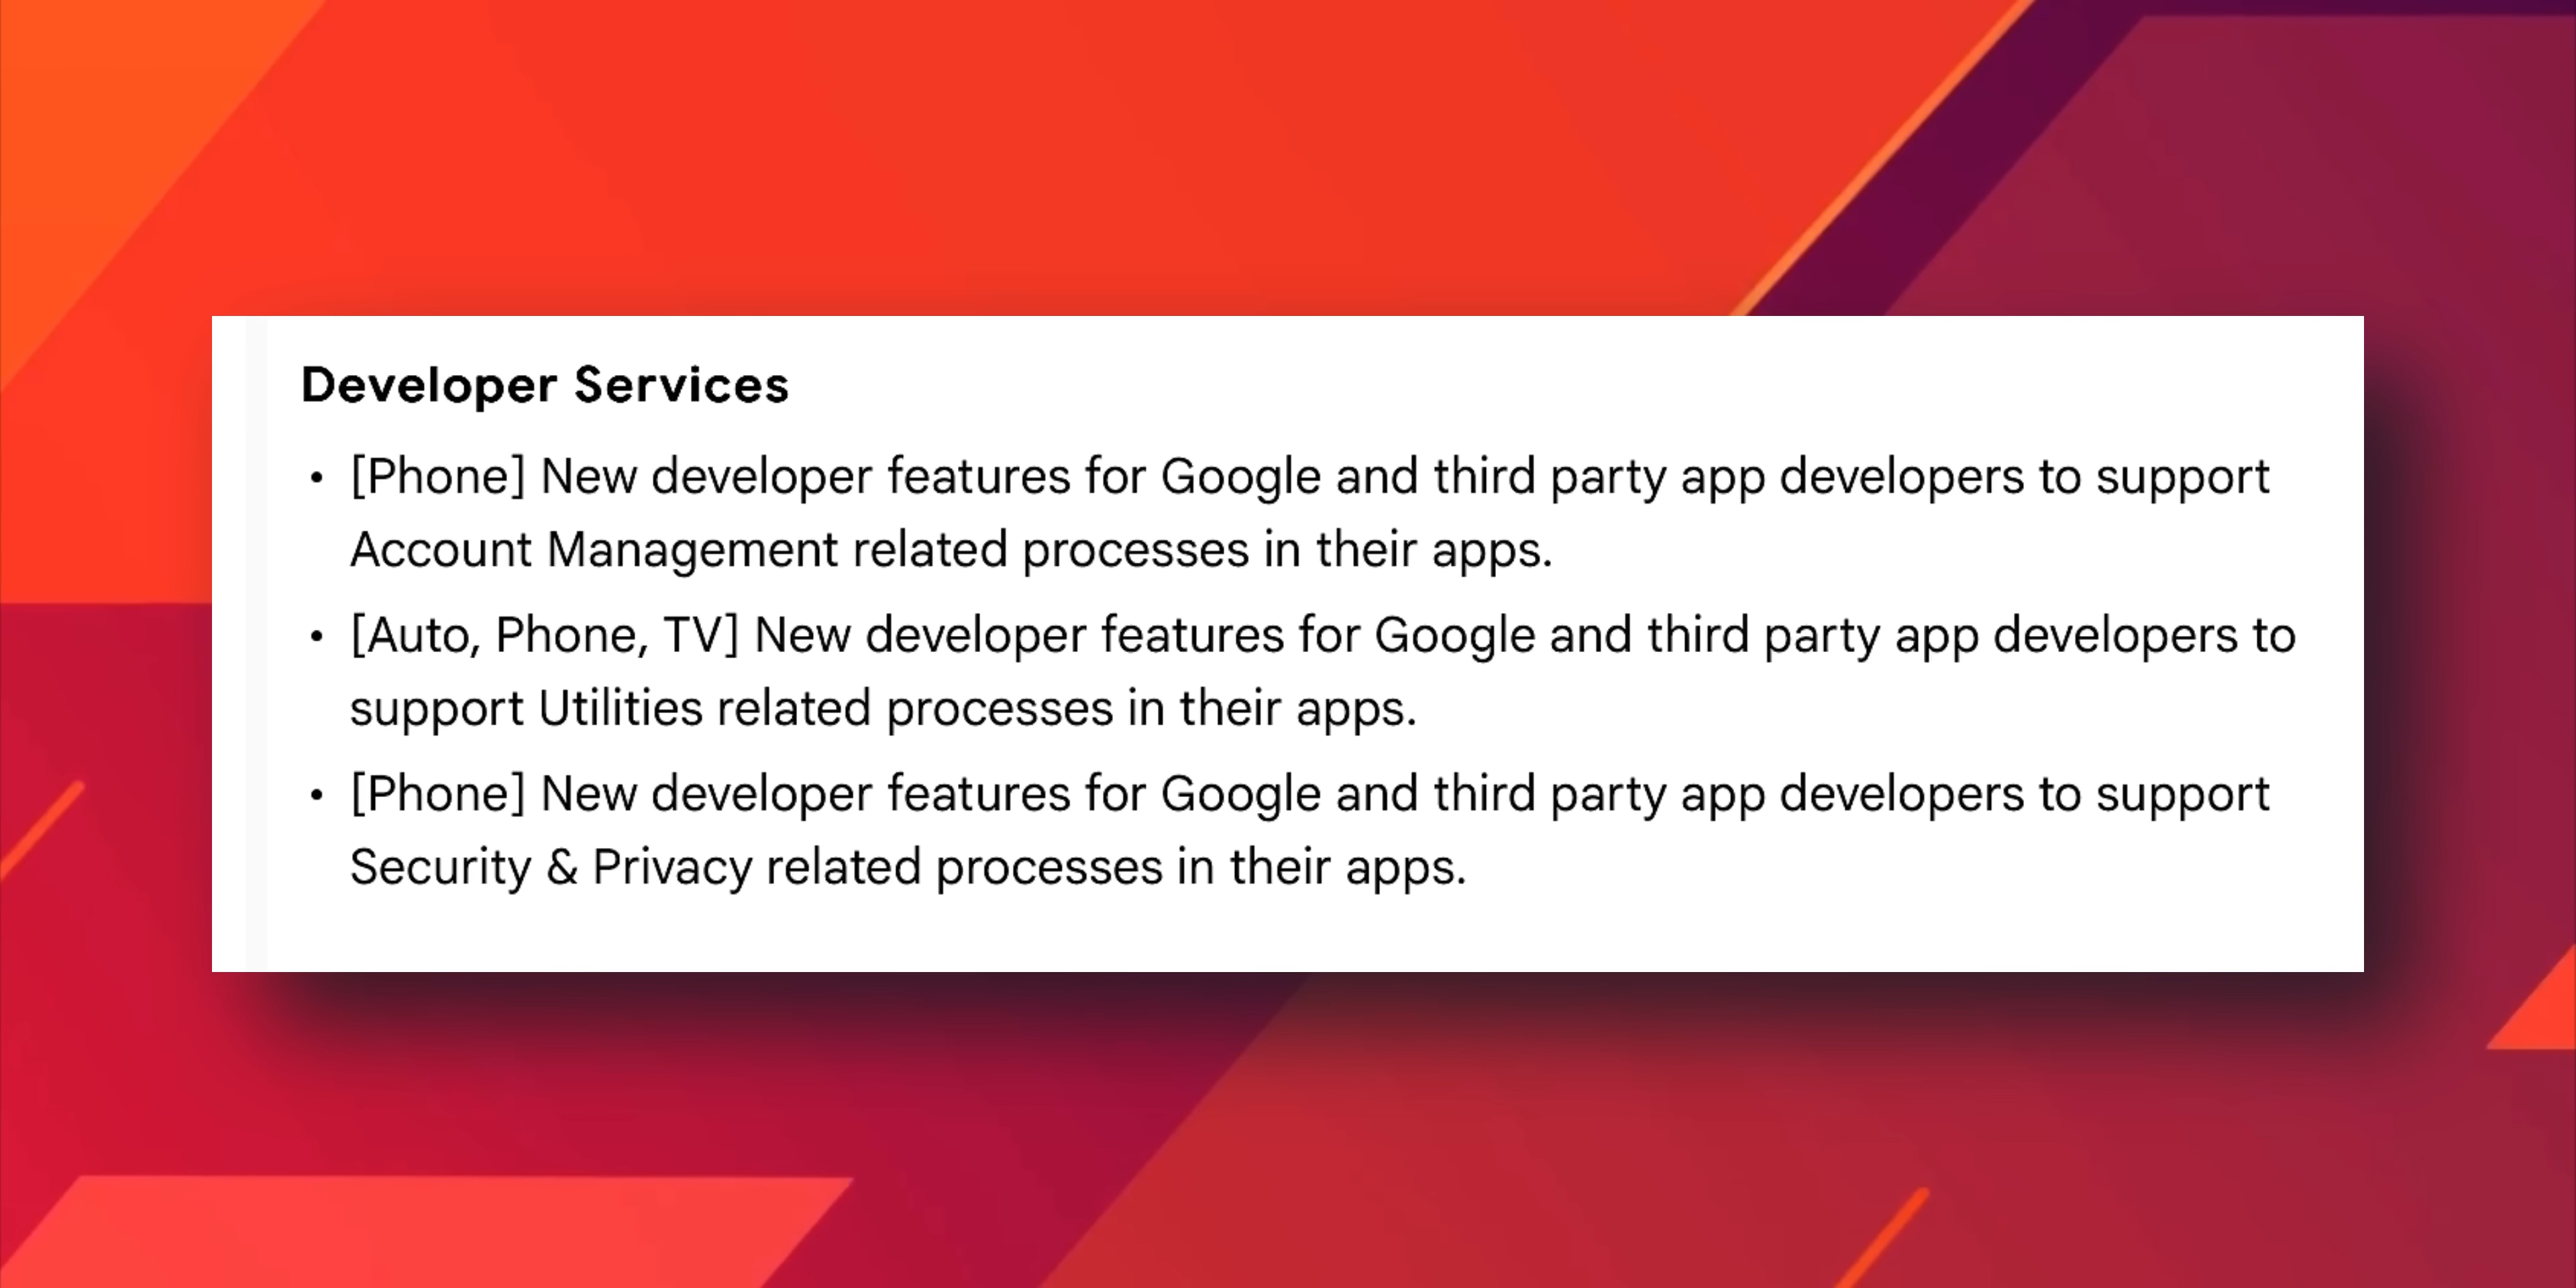 Developer Services
• [Phone] New developer features for Google and third party app developers to support
Account Management related processes in their apps.
• [Auto, Phone, TV] New developer features for Google and third party app developers to
support Utilities related processes in their apps.
• [Phone] New developer features for Google and third party app developers to support
Security & Privacy related processes in their apps.